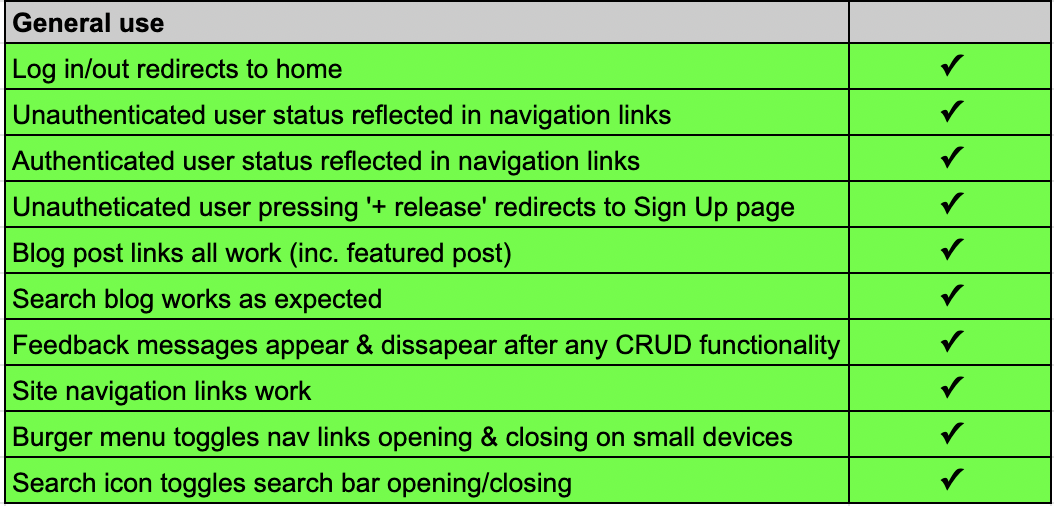 General use
Log in/out redirects to home ✓
Unauthenticated user status reflected in navigation links ✓
Authenticated user status reflected in navigation links ✓
Unautheticated user pressing '+ release' redirects to Sign Up page ✓
Blog post links all work (inc. featured post) ✓
Search blog works as expected ✓
Feedback messages appear & dissapear after any CRUD functionality ✓
Site navigation links work ✓
Burger menu toggles nav links opening & closing on small devices ✓
Search icon toggles search bar opening/closing ✓